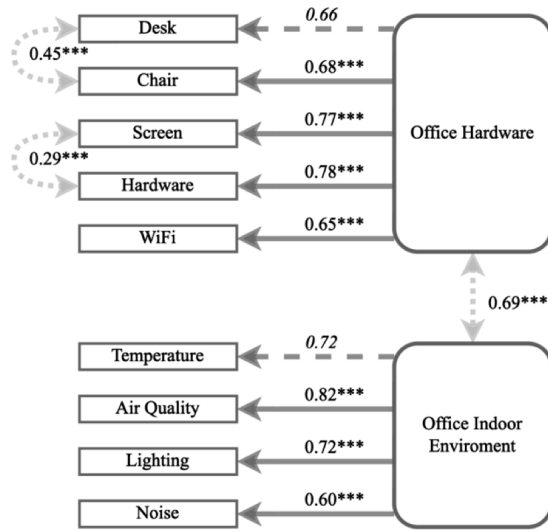 Desk
0.66
0.45***
Chair
0.68***
Screen
0.77***
Office Hardware
0.29***
Hardware
0.78***
WiFi
0.65***
0.69***
Temperature
0.72
Air Quality
0.82***
Office Indoor
Enviroment
Lighting
0.72***
Noise
0.60***